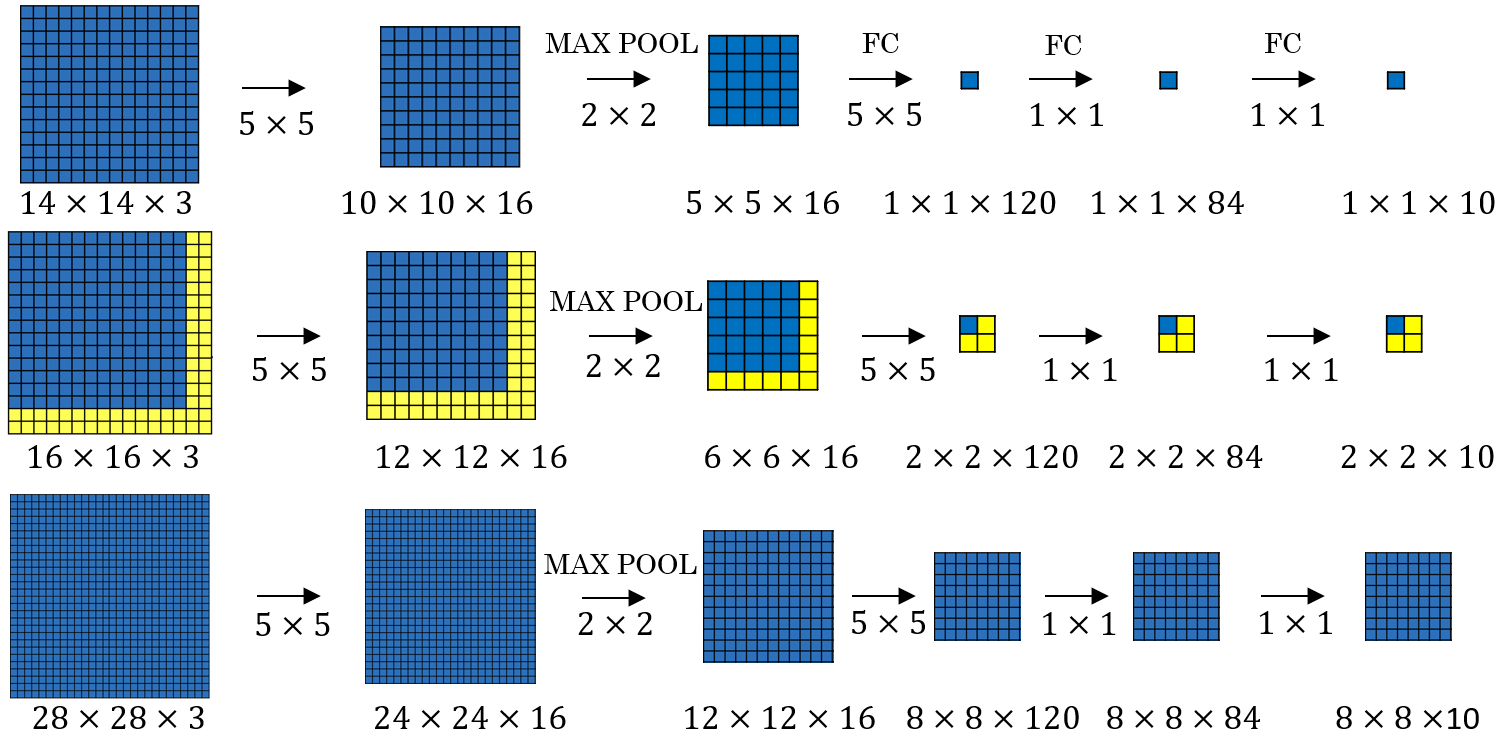 MAX POOL FC FC FC
5 × 5 2 × 2 5 × 5 1 × 1 1 × 1
14 × 14 × 3 10 × 10 × 16 5 × 5 × 16 1 × 1 × 120 1 × 1 × 84 1 × 1 × 10
MAX POOL
5 × 5 2 × 2 5 × 5 1 × 1 1 × 1
16 × 16 × 3 12 × 12 × 16 6 × 6 × 16 2 × 2 × 120 2 × 2 × 84 2 × 2 × 10
MAX POOL
5 × 5 2 × 2 5 × 5 1 × 1 1 × 1
28 × 28 × 3 24 × 24 × 16 12 × 12 × 16 8 × 8 × 120 8 × 8 × 84 8 × 8 ×10